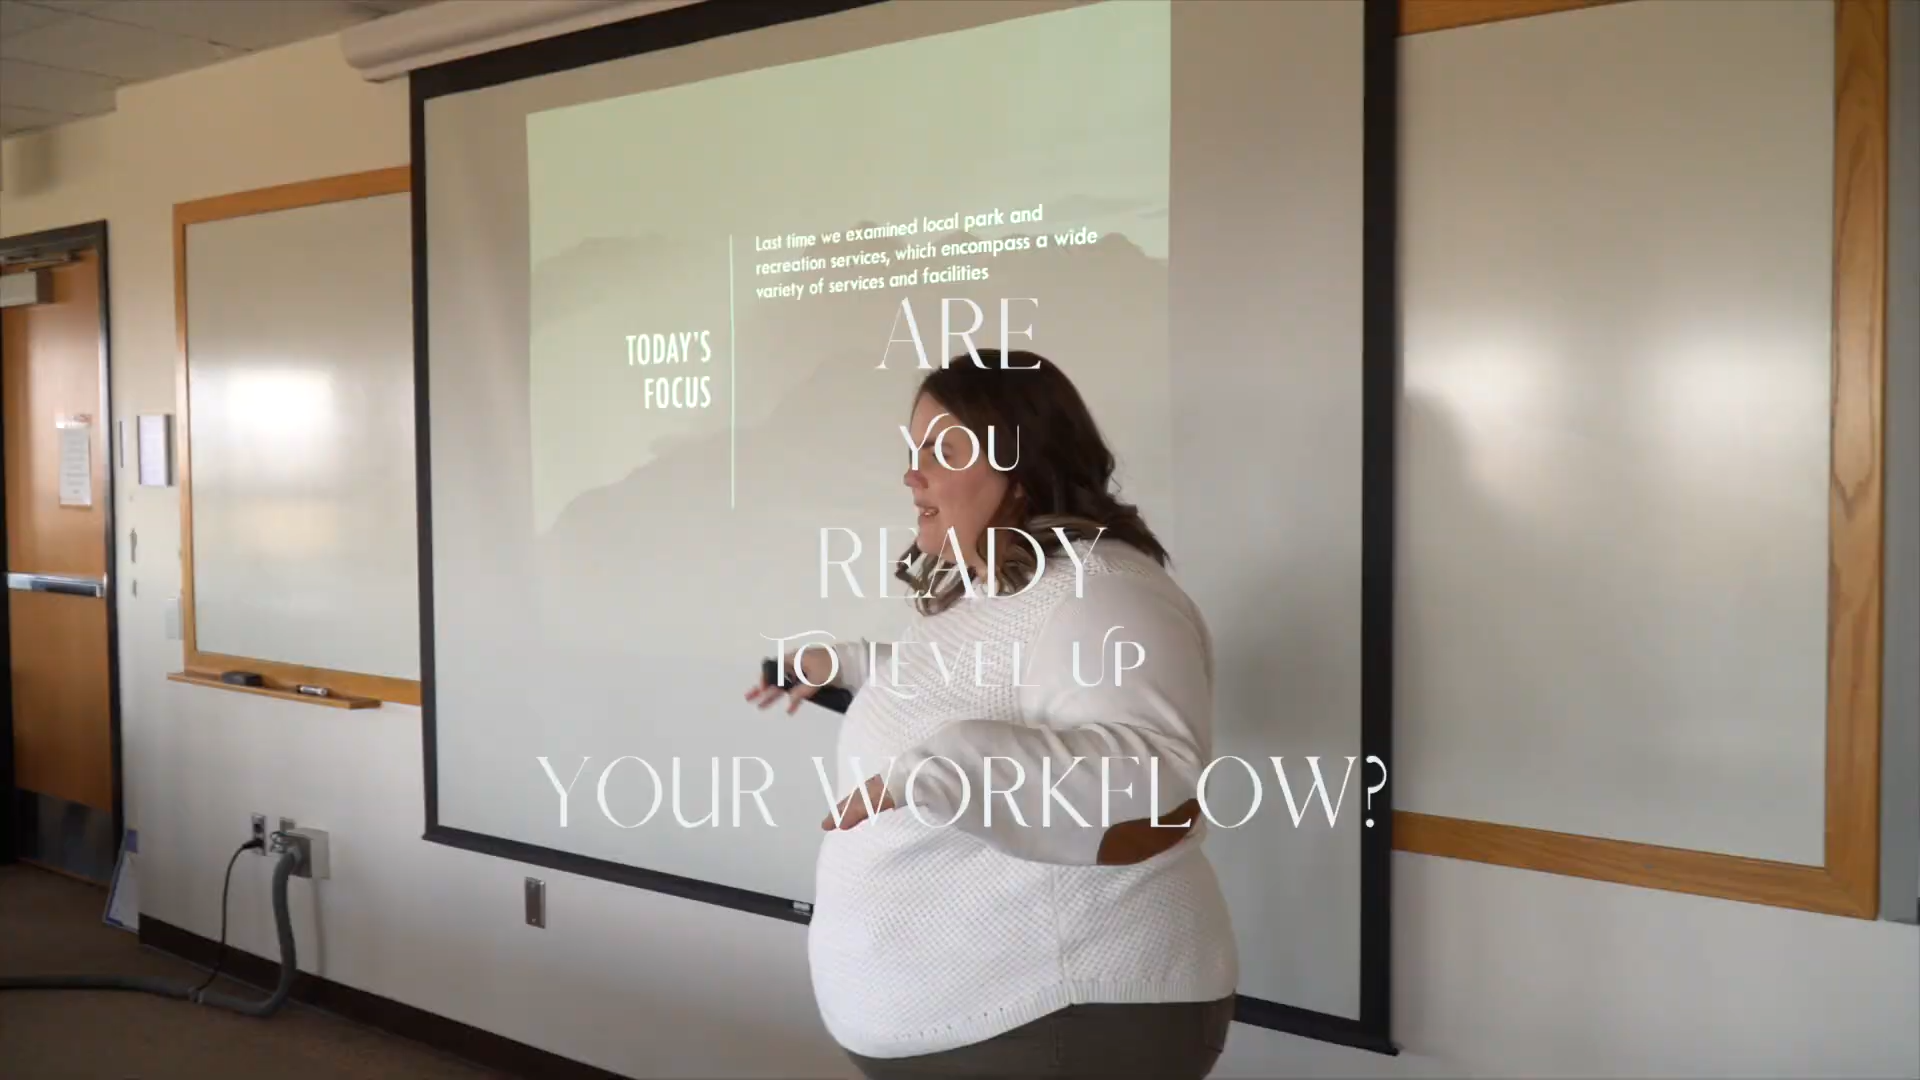 Last time we examined local park and
recreation services, which encompass a wide
variety of services and facilities
TODAY'S
FOCUS
ARE
YOU
READY
TO LEVEL UP
YOUR WORKFLOW?